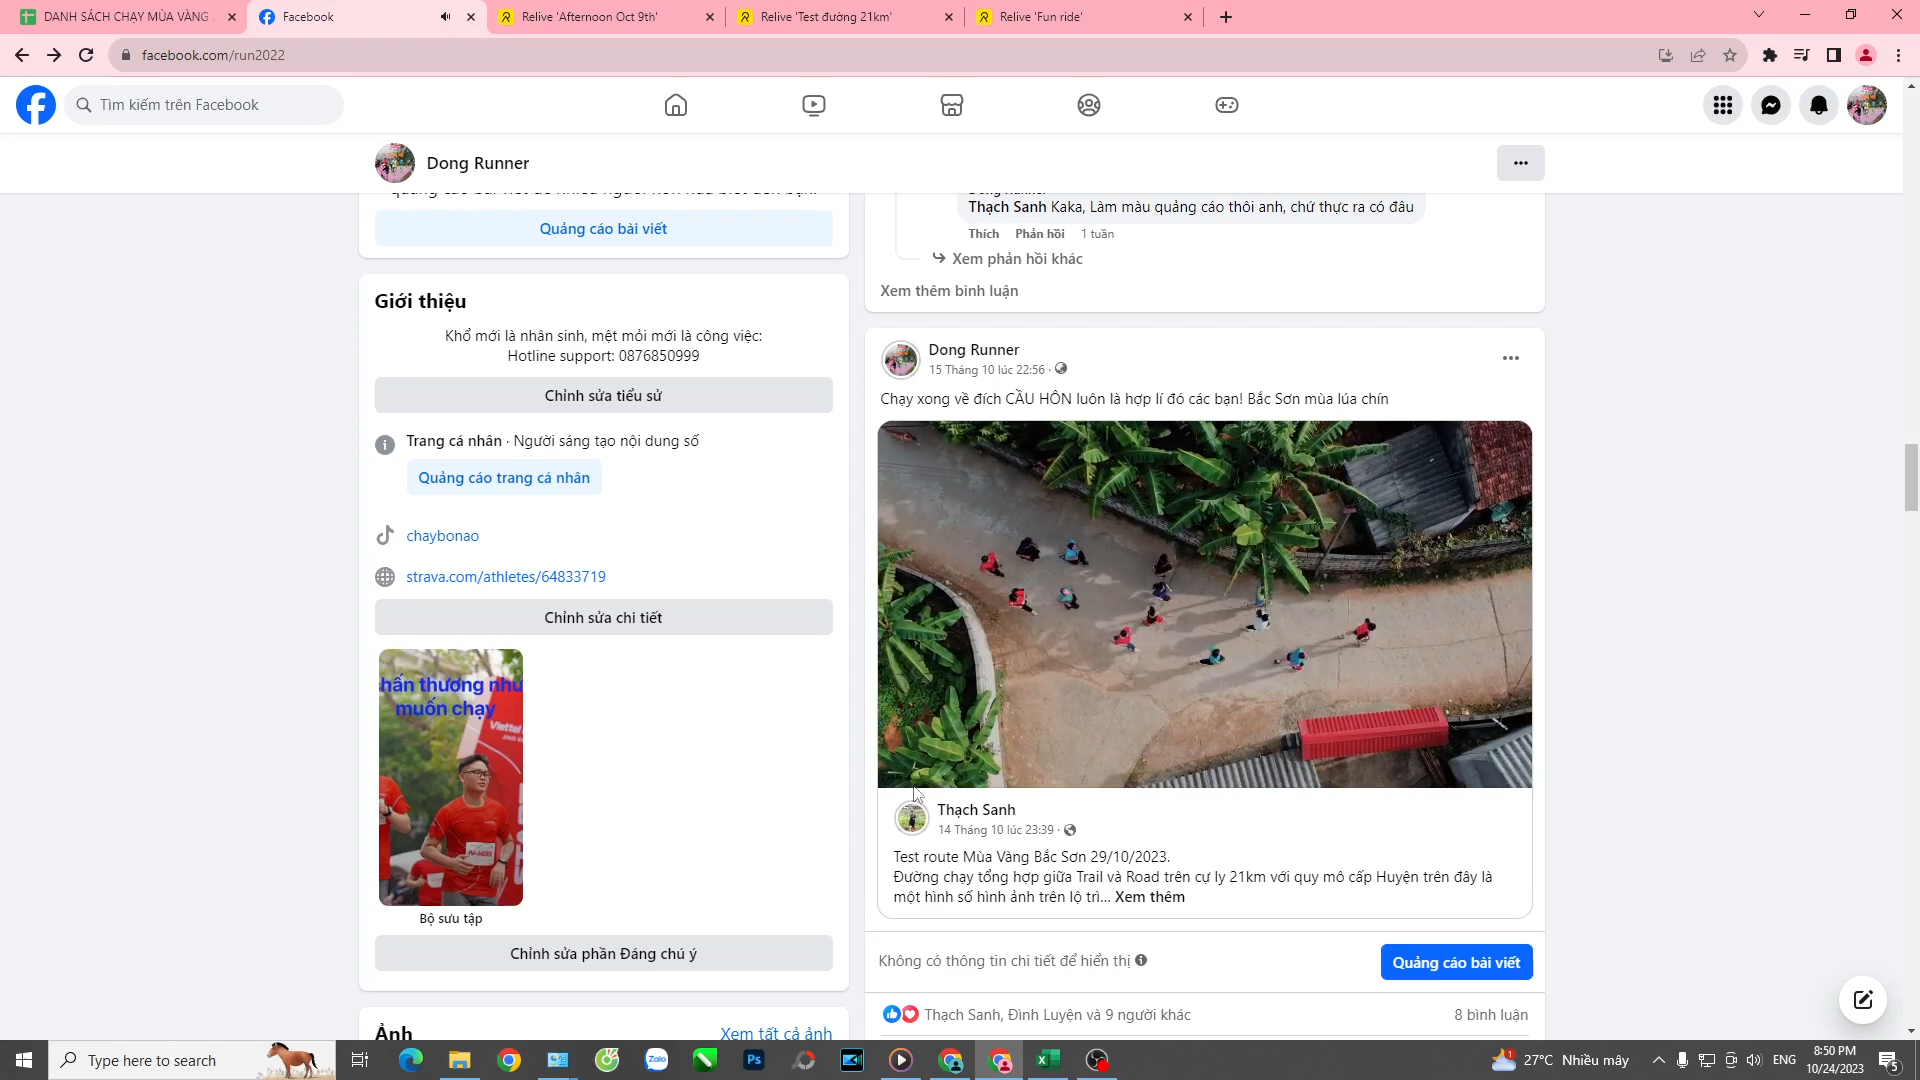 DANH SÁCH CHẠY MÙA VÀNG
Facebook
Relive 'Afternoon Oct 9th'
Relive 'Test đường 21km'
Relive 'Fun ride'
facebook.com/run2022
Tìm kiếm trên Facebook
Dong Runner
Quảng cáo bài viết
Giới thiệu
Khổ mới là nhân sinh, mệt mỏi mới là công việc:
Hotline support: 0876850999
Chỉnh sửa tiểu sử
Trang cá nhân · Người sáng tạo nội dung số
Quảng cáo trang cá nhân
chaybonao
strava.com/athletes/64833719
Chỉnh sửa chi tiết
hấn thương như
muốn chạy
Viettel
Bộ sưu tập
Chỉnh sửa phần Đáng chú ý
Ảnh
Xem tất cả ảnh
Thạch Sanh Kaka, Làm màu quảng cáo thôi anh, chứ thực ra có đâu
Thích Phản hồi 1 tuần
Xem phản hồi khác
Xem thêm bình luận
Dong Runner
15 Tháng 10 lúc 22:56 ·
Chạy xong về đích CẦU HÔN luôn là hợp lí đó các bạn! Bắc Sơn mùa lúa chín
Thạch Sanh
14 Tháng 10 lúc 23:39 ·
Test route Mùa Vàng Bắc Sơn 29/10/2023.
Đường chạy tổng hợp giữa Trail và Road trên cự ly 21km với quy mô cấp Huyện trên đây là
một hình số hình ảnh trên lộ trì... Xem thêm
Không có thông tin chi tiết để hiển thị
Quảng cáo bài viết
Thạch Sanh, Đình Luyện và 9 người khác
8 bình luận
Type here to search
Zalo
Ps
1
27°C Nhiều mây
ENG
8:50 PM
10/24/2023
5